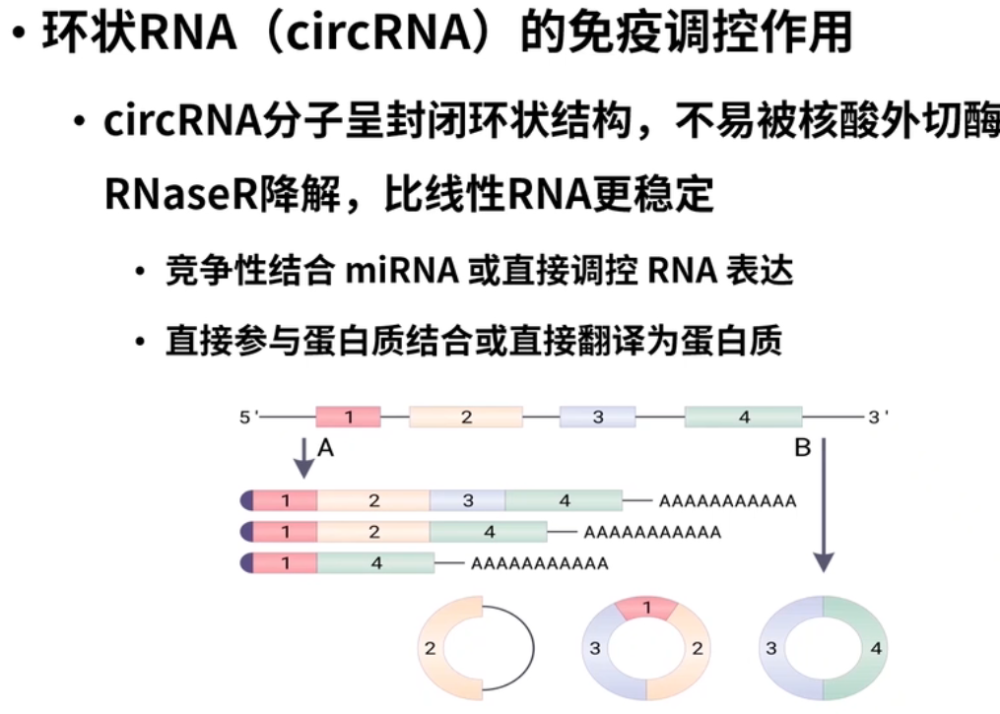 • 环状RNA（circRNA）的免疫调控作用
• circRNA分子呈封闭环状结构，不易被核酸外切酶
RNaseR降解，比线性RNA更稳定
• 竞争性结合 miRNA 或直接调控 RNA 表达
• 直接参与蛋白质结合或直接翻译为蛋白质
5' 1 2 3 4 3'
A B
1 2 3 4 AAAAAAAAAAA
1 2 4 AAAAAAAAAAA
1 4 AAAAAAAAAAA
1
2 3 2 3 4